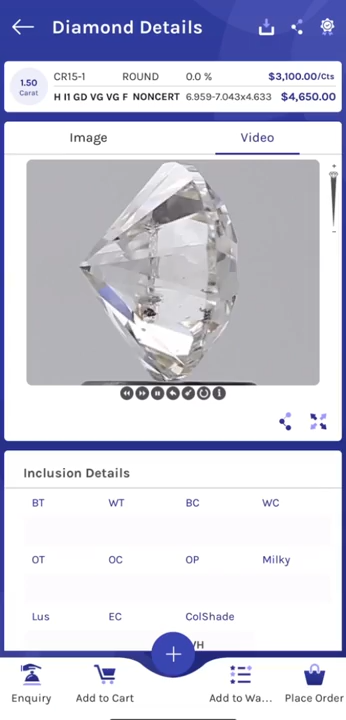 Diamond Details
1.50
Carat
CR15-1 ROUND 0.0 % $3,100.00/Cts
H I1 GD VG VG F NONCERT 6.959-7.043x4.633 $4,650.00
Image Video
Inclusion Details
BT WT BC WC
OT OC OP Milky
Lus EC ColShade
Enquiry Add to Cart Add to Wa... Place Order